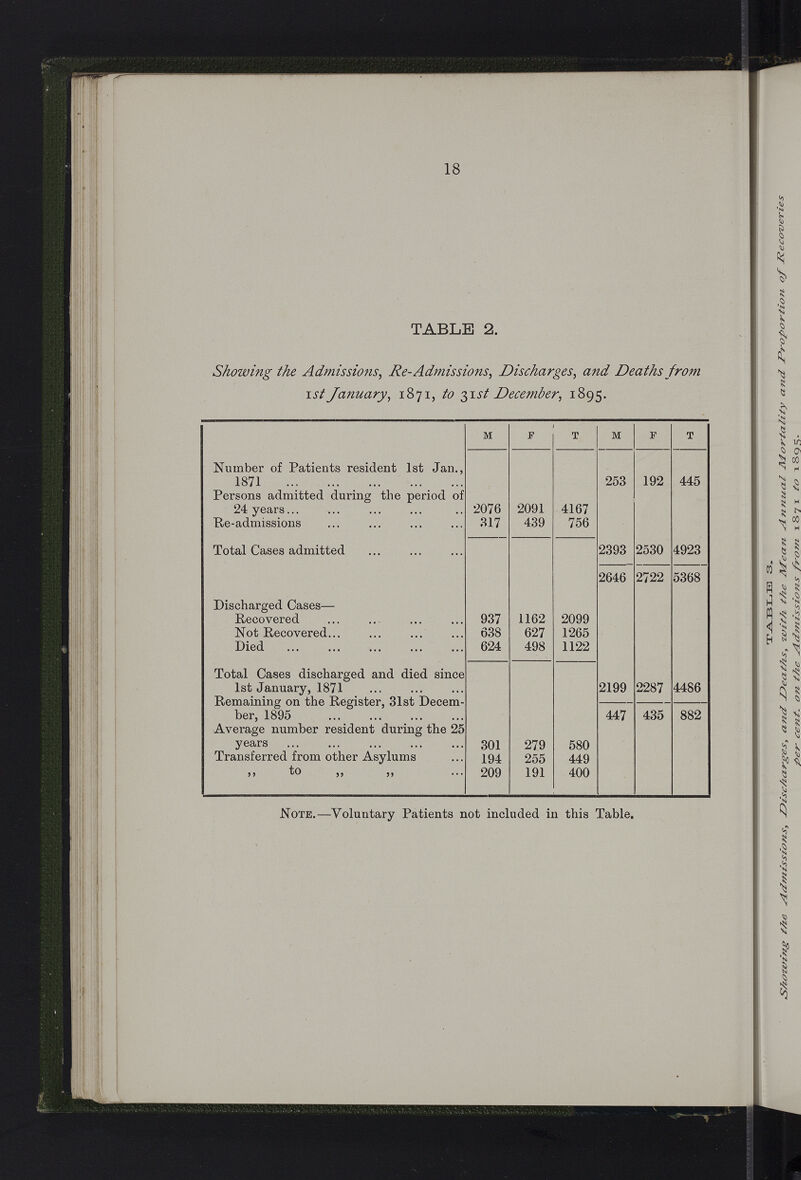 18
TABLE 2.
Showing the Admissions, Re-Admissions, Discharges, and Deaths from
1st January, 1871, to 31st December, 1895.
M F T M F T
Number of Patients resident 1st Jan.,
1871 ... ... ... ... ... 253 192 445
Persons admitted during the period of
24 years... ... ... ... .. 2076 2091 4167
Re-admissions ... ... ... ... 317 439 756
Total Cases admitted ... ... ... 2393 2530 4923
2646 2722 5368
Discharged Cases—
Recovered ... ... ... ... 937 1162 2099
Not Recovered... ... ... ... 638 627 1265
Died ... ... ... ... ... 624 498 1122
Total Cases discharged and died since
1st January, 1871 ... ... ... 2199 2287 4486
Remaining on the Register, 31st Decem-
ber, 1895 ... ... ... ... 447 435 882
Average number resident during the 25
years ... ... ... ... ... 301 279 580
Transferred from other Asylums ... 194 255 449
,, to ,, ,, ... 209 191 400
NOTE.—Voluntary Patients not included in this Table.
TABLE 3.
Showing the Admissions, Discharges, and Deaths, with the Mean Annual Mortality and Proportion of Recoveries
per cent. on the Admissions from 1871 to 1895.